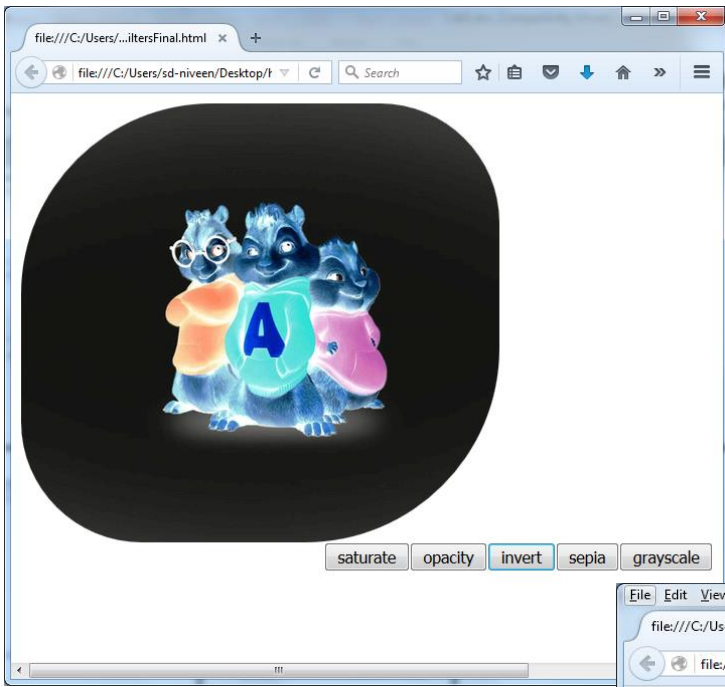 file:///C:/Users/...iltersFinal.html
file:///C:/Users/sd-niveen/Desktop/h
Search
A
saturate opacity invert sepia grayscale
File Edit View
file:///C:/Us
file:/